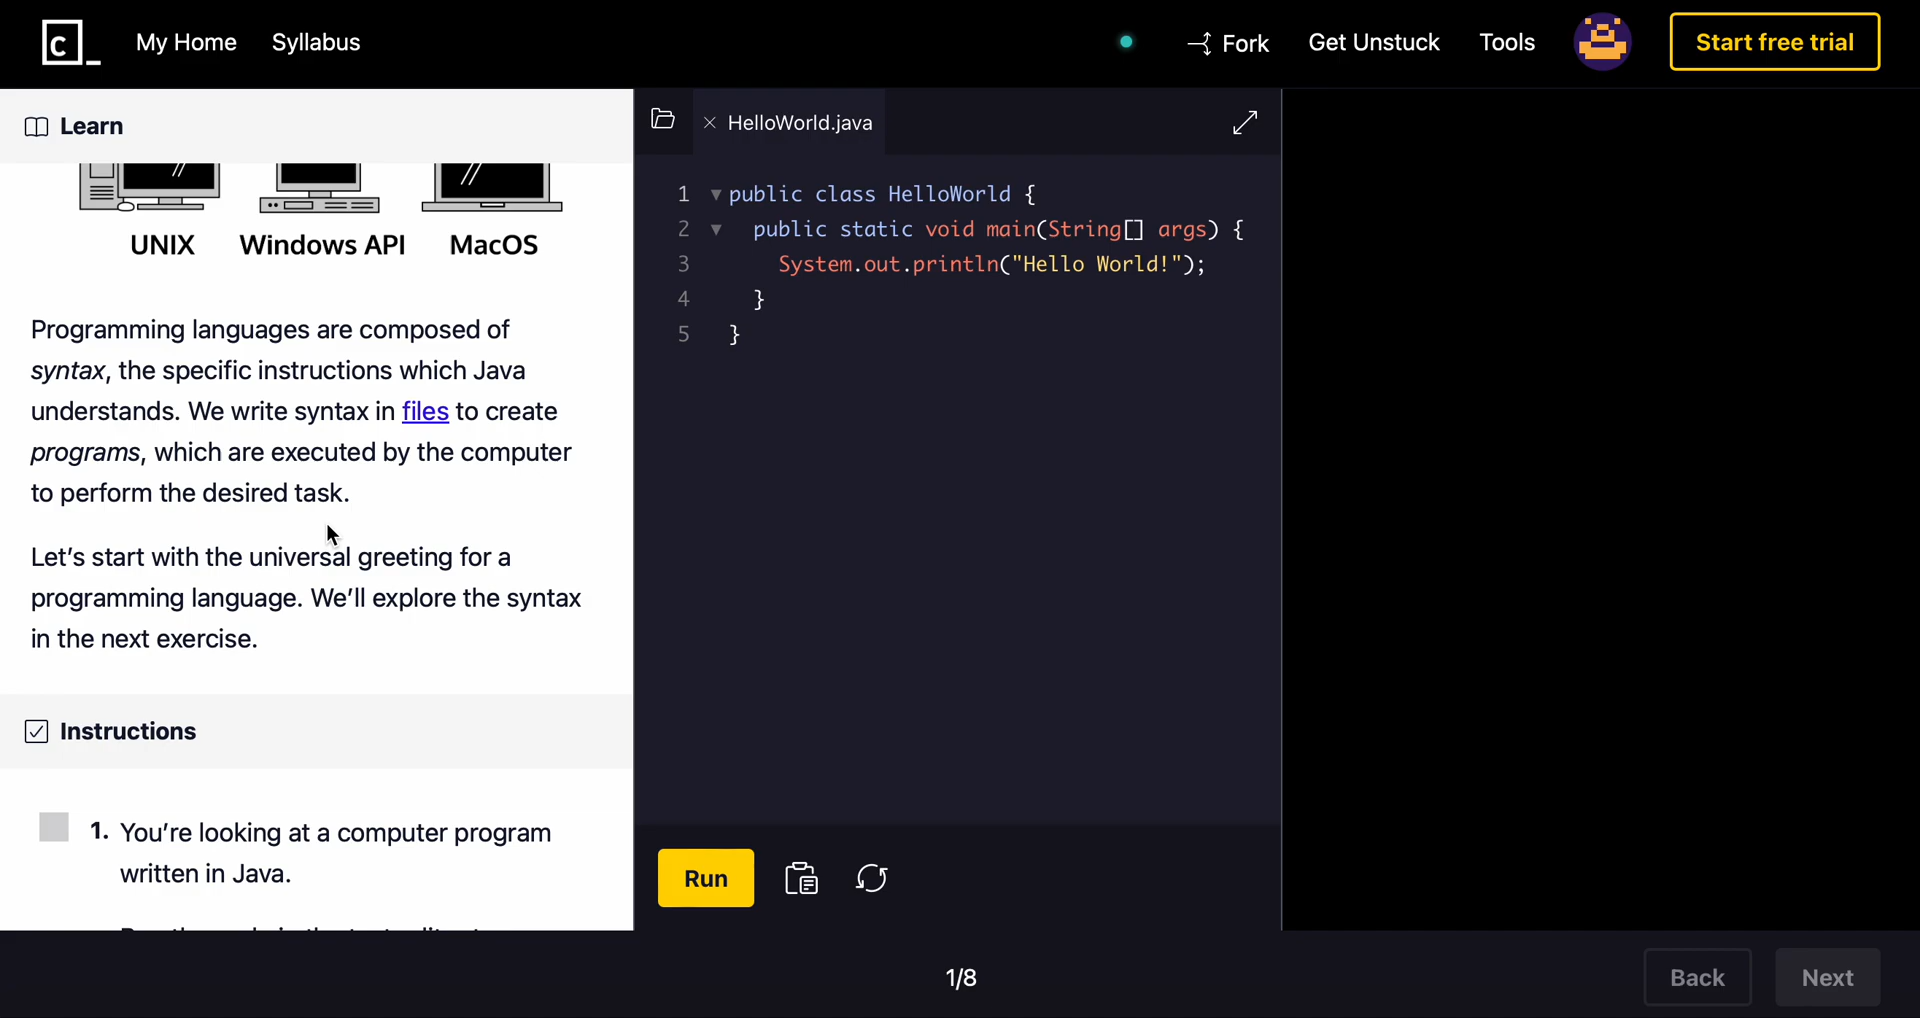 C_ My Home Syllabus Fork Get Unstuck Tools Start free trial
Learn
UNIX Windows API MacOS
Programming languages are composed of
syntax, the specific instructions which Java
understands. We write syntax in files to create
programs, which are executed by the computer
to perform the desired task.
Let's start with the universal greeting for a
programming language. We'll explore the syntax
in the next exercise.
Instructions
1. You're looking at a computer program
written in Java.
HelloWorld.java
1 public class HelloWorld {
2 public static void main(String[] args) {
3 System.out.println("Hello World!");
4 }
5 }
Run
1/8
Back Next